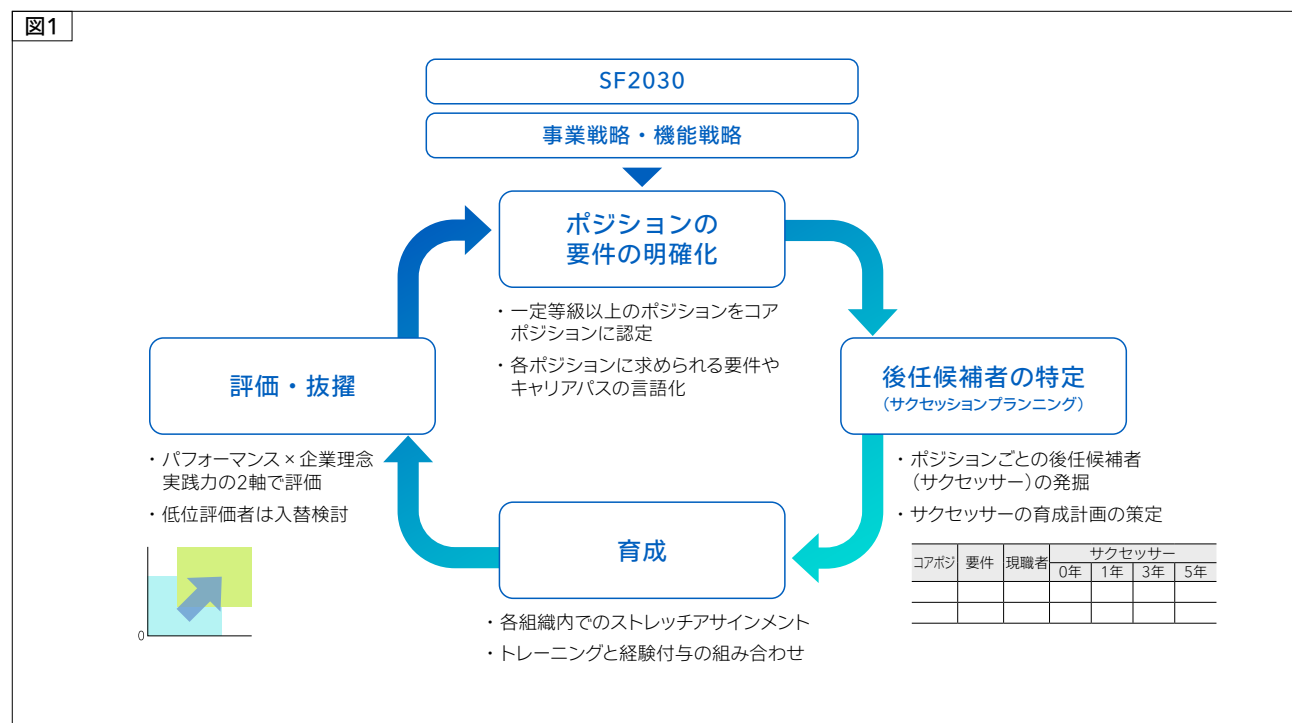 図1
SF2030
事業戦略・機能戦略
ポジションの
要件の明確化
・一定等級以上のポジションをコア
ポジションに認定
・各ポジションに求められる要件や
キャリアパスの言語化
後任候補者の特定
(サクセッションプランニング)
・ポジションごとの後任候補者
(サクセッサー)の発掘
・サクセッサーの育成計画の策定
コアポジ 要件 現職者 サクセッサー
0年 1年 3年 5年
育成
・各組織内でのストレッチアサインメント
・トレーニングと経験付与の組み合わせ
評価・抜擢
・パフォーマンス×企業理念
実践力の2軸で評価
・低位評価者は入替検討
0